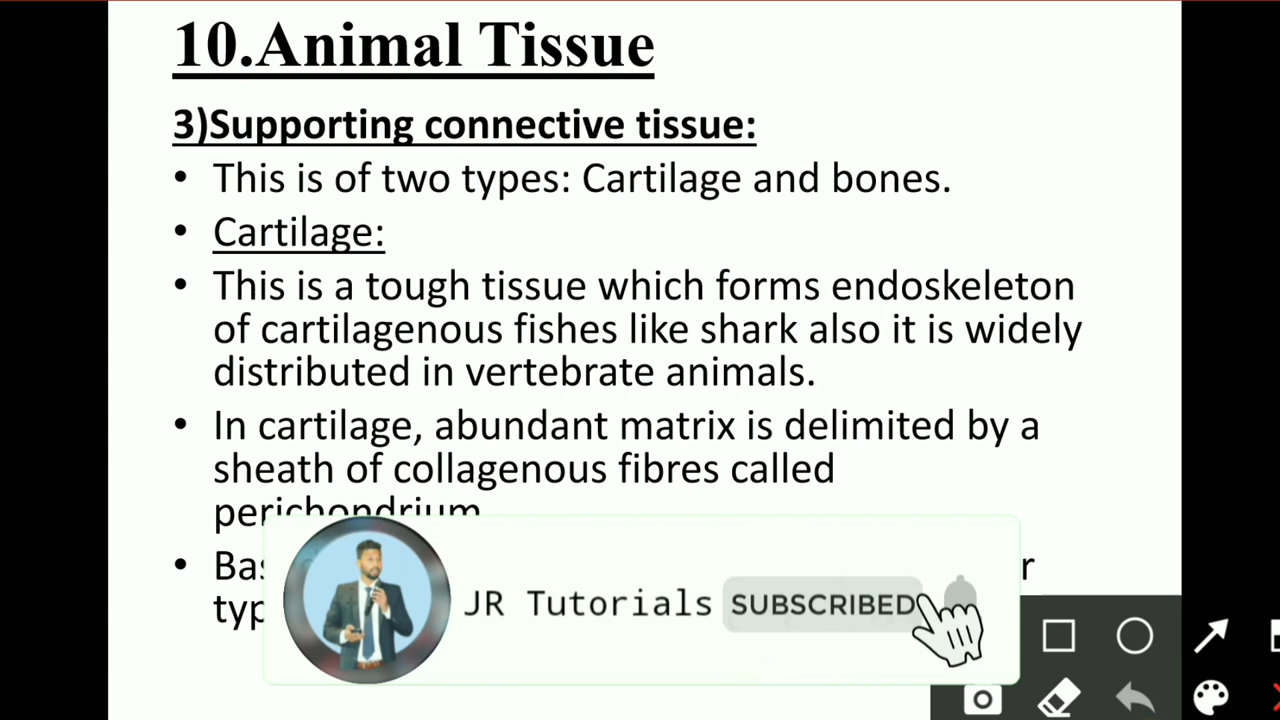 10.Animal Tissue
3)Supporting connective tissue:
• This is of two types: Cartilage and bones.
• Cartilage:
• This is a tough tissue which forms endoskeleton
of cartilagenous fishes like shark also it is widely
distributed in vertebrate animals.
• In cartilage, abundant matrix is delimited by a
sheath of collagenous fibres called
perichondrium
JR Tutorials SUBSCRIBED